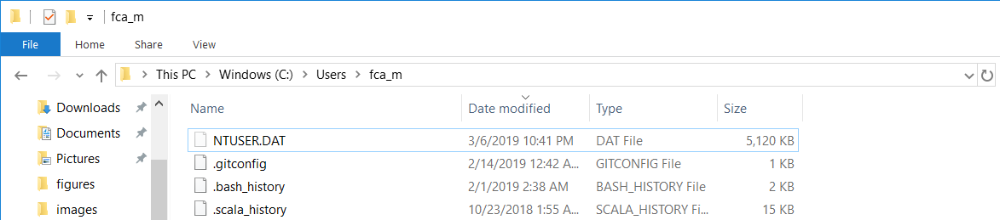 fca_m
File Home Share View
This PC Windows (C:) Users fca_m
Downloads
Documents
Pictures
figures
images
Name Date modified Type Size
NTUSER.DAT 3/6/2019 10:41 PM DAT File 5,120 KB
.gitconfig 2/14/2019 12:42 A... GITCONFIG File 1 KB
.bash_history 2/1/2019 2:38 AM BASH_HISTORY File 2 KB
.scala_history 10/23/2018 1:55 A... SCALA_HISTORY Fi... 15 KB